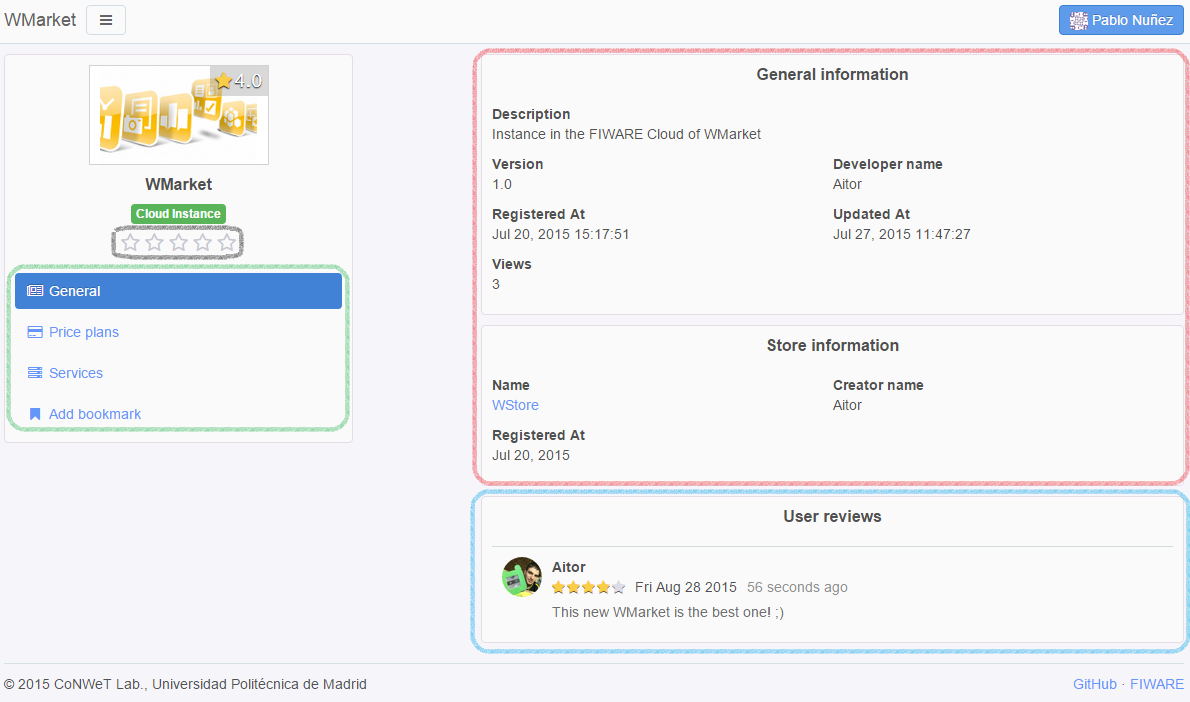 WMarket
Pablo Nuñez
4.0
WMarket
Cloud Instance
General
Price plans
Services
Add bookmark
General information
Description
Instance in the FIWARE Cloud of WMarket
Version Developer name
1.0 Aitor
Registered At Updated At
Jul 20, 2015 15:17:51 Jul 27, 2015 11:47:27
Views
3
Store information
Name Creator name
WStore Aitor
Registered At
Jul 20, 2015
User reviews
Aitor
Fri Aug 28 2015 56 seconds ago
This new WMarket is the best one! ;)
© 2015 CoNWeT Lab., Universidad Politécnica de Madrid
GitHub · FIWARE